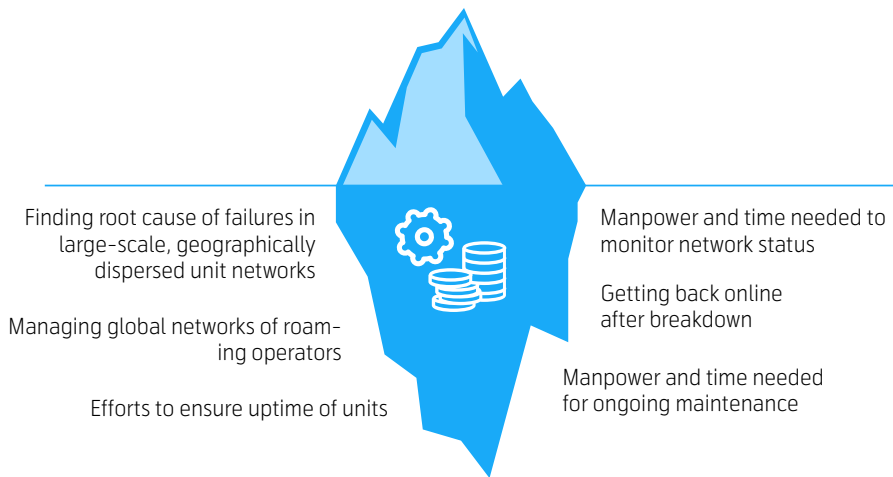 Finding root cause of failures in
large-scale, geographically
dispersed unit networks
Managing global networks of roam-
ing operators
Efforts to ensure uptime of units
Manpower and time needed to
monitor network status
Getting back online
after breakdown
Manpower and time needed
for ongoing maintenance